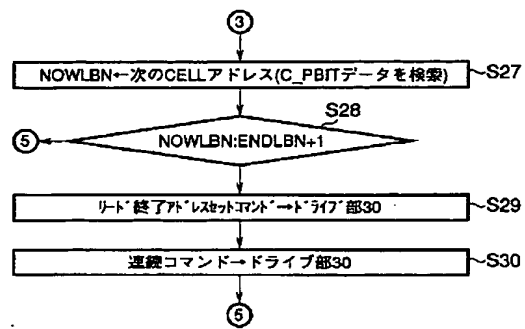 ③
NOWLBN←次のCELLアドレス(C_PBITデータを検索)
S27
S28
⑤
NOWLBN:ENDLBN+1
ﾘｰﾄﾞ終了ｱﾄﾞﾚｽｾｯﾄｺﾏﾝﾄﾞ→ﾄﾞﾗｲﾌﾞ部30
S29
連続コマンド→ドライブ部30
S30
⑤